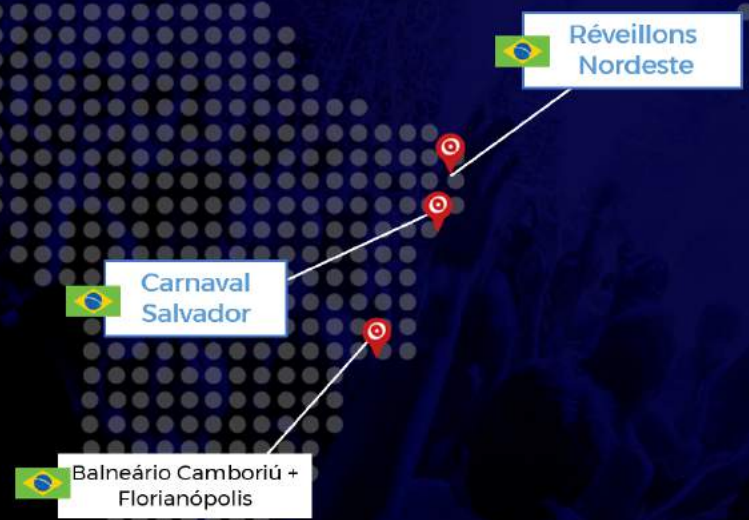 Réveillons
Nordeste
Carnaval
Salvador
Balneário Camboriú +
Florianópolis